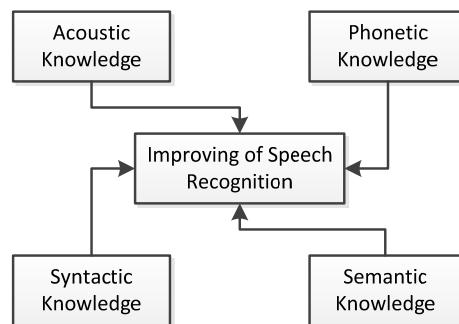 Acoustic
Knowledge
Phonetic
Knowledge
Improving of Speech
Recognition
Syntactic
Knowledge
Semantic
Knowledge